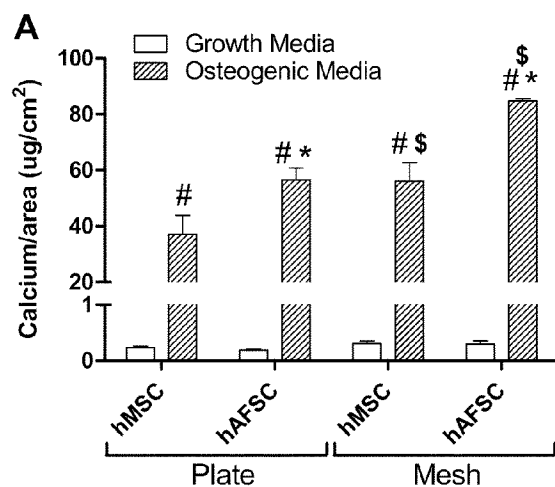 A
Growth Media
Osteogenic Media
Calcium/area (ug/cm²)
100
80
60
40
20
1
0
#
# *
# $
$
# *
hMSC
hAFSC
hMSC
hAFSC
Plate
Mesh